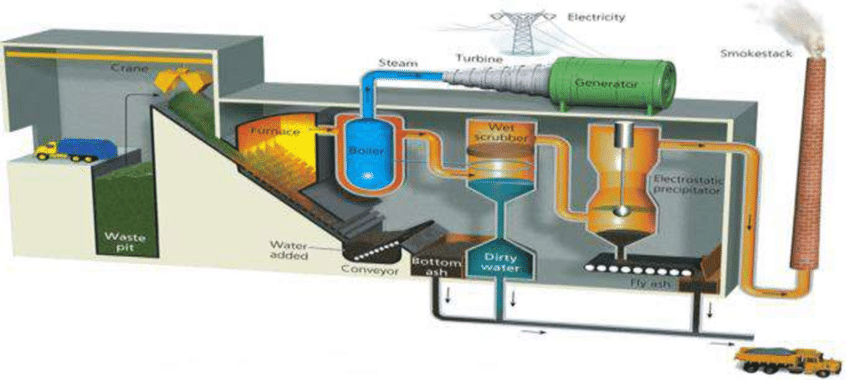 Electricity
Smokestack
Steam
Turbine
Crane
Generator
Furnace
Wet
scrubber
Boiler
Electrostatic
precipitator
Waste
pit
Water
added
Conveyor
Bottom
ash
Dirty
water
Fly ash